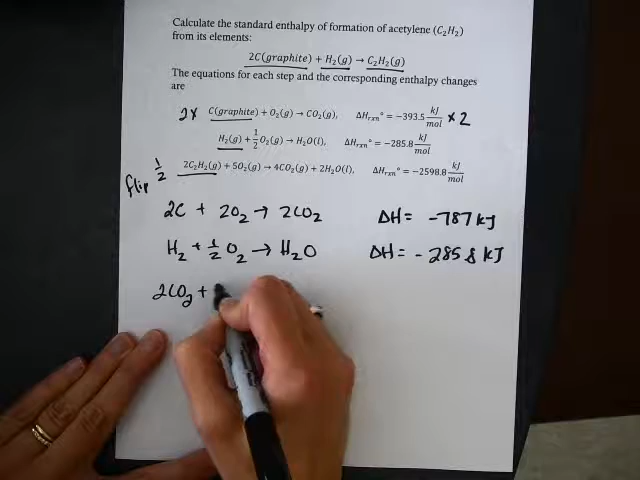 Calculate the standard enthalpy of formation of acetylene (C₂H₂)
from its elements:
2C(graphite) + H₂(g) → C₂H₂(g)
The equations for each step and the corresponding enthalpy changes
are
2x C(graphite) + O₂(g) → CO₂(g), ΔHᵣₓₙ° = −393.5 kJ/mol × 2
H₂(g) + 1/2 O₂(g) → H₂O(l), ΔHᵣₓₙ° = −285.8 kJ/mol
flip 1/2 2C₂H₂(g) + 5O₂(g) → 4CO₂(g) + 2H₂O(l), ΔHᵣₓₙ° = −2598.8 kJ/mol
2C + 2O₂ → 2CO₂ ΔH = −787 kJ
H₂ + 1/2 O₂ → H₂O ΔH = −285.8 kJ
2CO₂ +